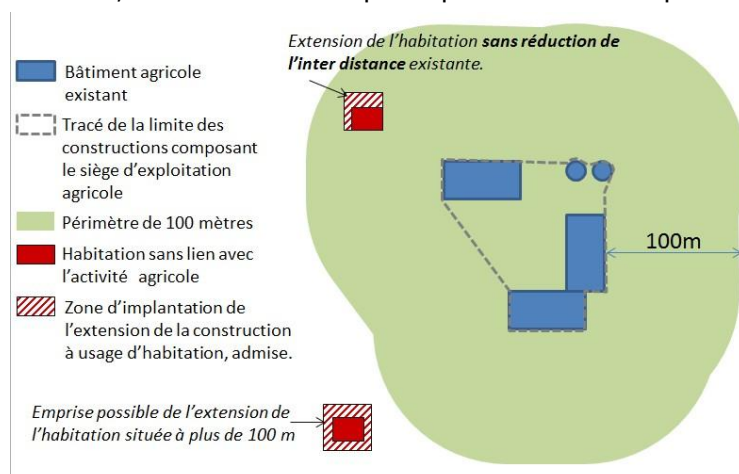 Extension de l'habitation sans réduction de
l'inter distance existante.
Bâtiment agricole
existant
Tracé de la limite des
constructions composant
le siège d'exploitation
agricole
Périmètre de 100 mètres
Habitation sans lien avec
l'activité agricole
Zone d'implantation de
l'extension de la construction
à usage d'habitation, admise.
100m
Emprise possible de l'extension de
l'habitation située à plus de 100 m